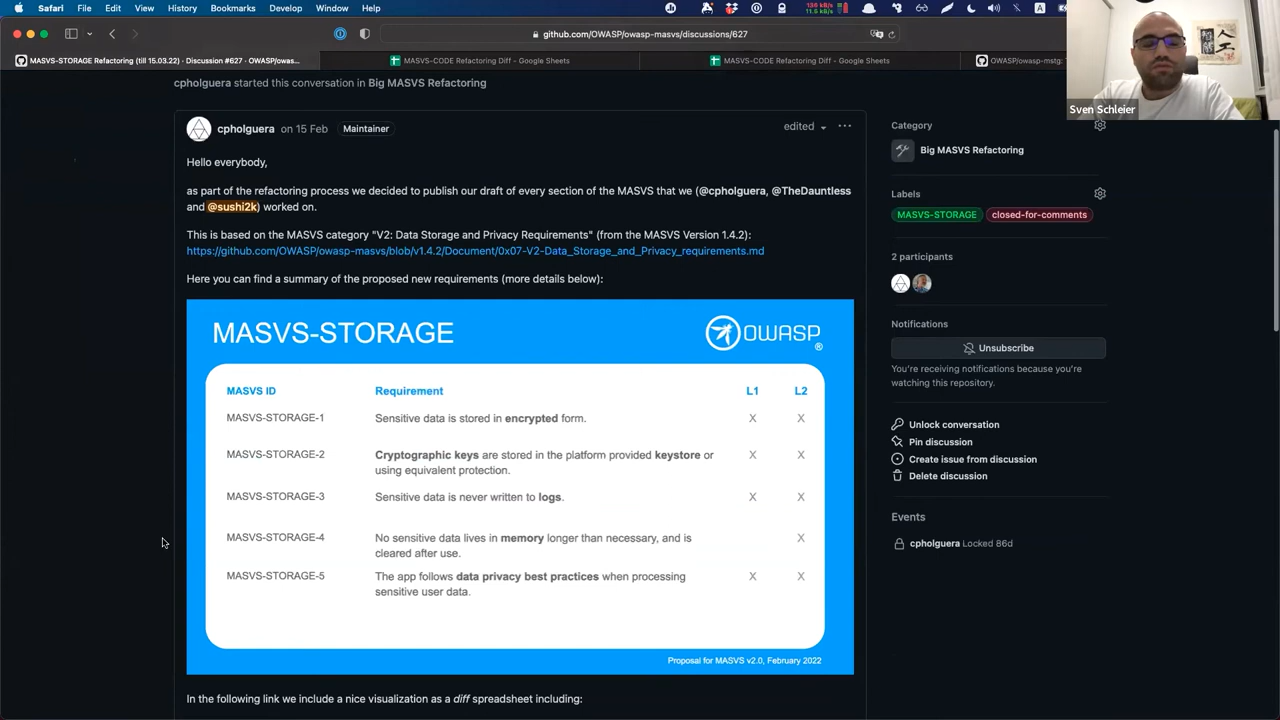 Safari File Edit View History Bookmarks Develop Window Help
136 kB/s
11.5 kB/s
A
github.com/OWASP/owasp-masvs/discussions/627
MASVS-STORAGE Refactoring (till 15.03.22) · Discussion #627 · OWASP/owas...
MASVS-CODE Refactoring Diff - Google Sheets
MASVS-CODE Refactoring Diff - Google Sheets
OWASP/owasp-mstg:
Sven Schleier
cpholguera started this conversation in Big MASVS Refactoring
cpholguera on 15 Feb Maintainer
edited
Hello everybody,
as part of the refactoring process we decided to publish our draft of every section of the MASVS that we (@cpholguera, @TheDauntless
and @sushi2k) worked on.
This is based on the MASVS category "V2: Data Storage and Privacy Requirements" (from the MASVS Version 1.4.2):
https://github.com/OWASP/owasp-masvs/blob/v1.4.2/Document/0x07-V2-Data_Storage_and_Privacy_requirements.md
Here you can find a summary of the proposed new requirements (more details below):
MASVS-STORAGE
OWASP
®
MASVS ID Requirement L1 L2
MASVS-STORAGE-1 Sensitive data is stored in encrypted form. X X
MASVS-STORAGE-2 Cryptographic keys are stored in the platform provided keystore or X X
using equivalent protection.
MASVS-STORAGE-3 Sensitive data is never written to logs. X X
MASVS-STORAGE-4 No sensitive data lives in memory longer than necessary, and is X
cleared after use.
MASVS-STORAGE-5 The app follows data privacy best practices when processing X X
sensitive user data.
Proposal for MASVS v2.0, February 2022
In the following link we include a nice visualization as a diff spreadsheet including:
Category
Big MASVS Refactoring
Labels
MASVS-STORAGE closed-for-comments
2 participants
Notifications
Unsubscribe
You're receiving notifications because you're
watching this repository.
Unlock conversation
Pin discussion
Create issue from discussion
Delete discussion
Events
cpholguera Locked 86d